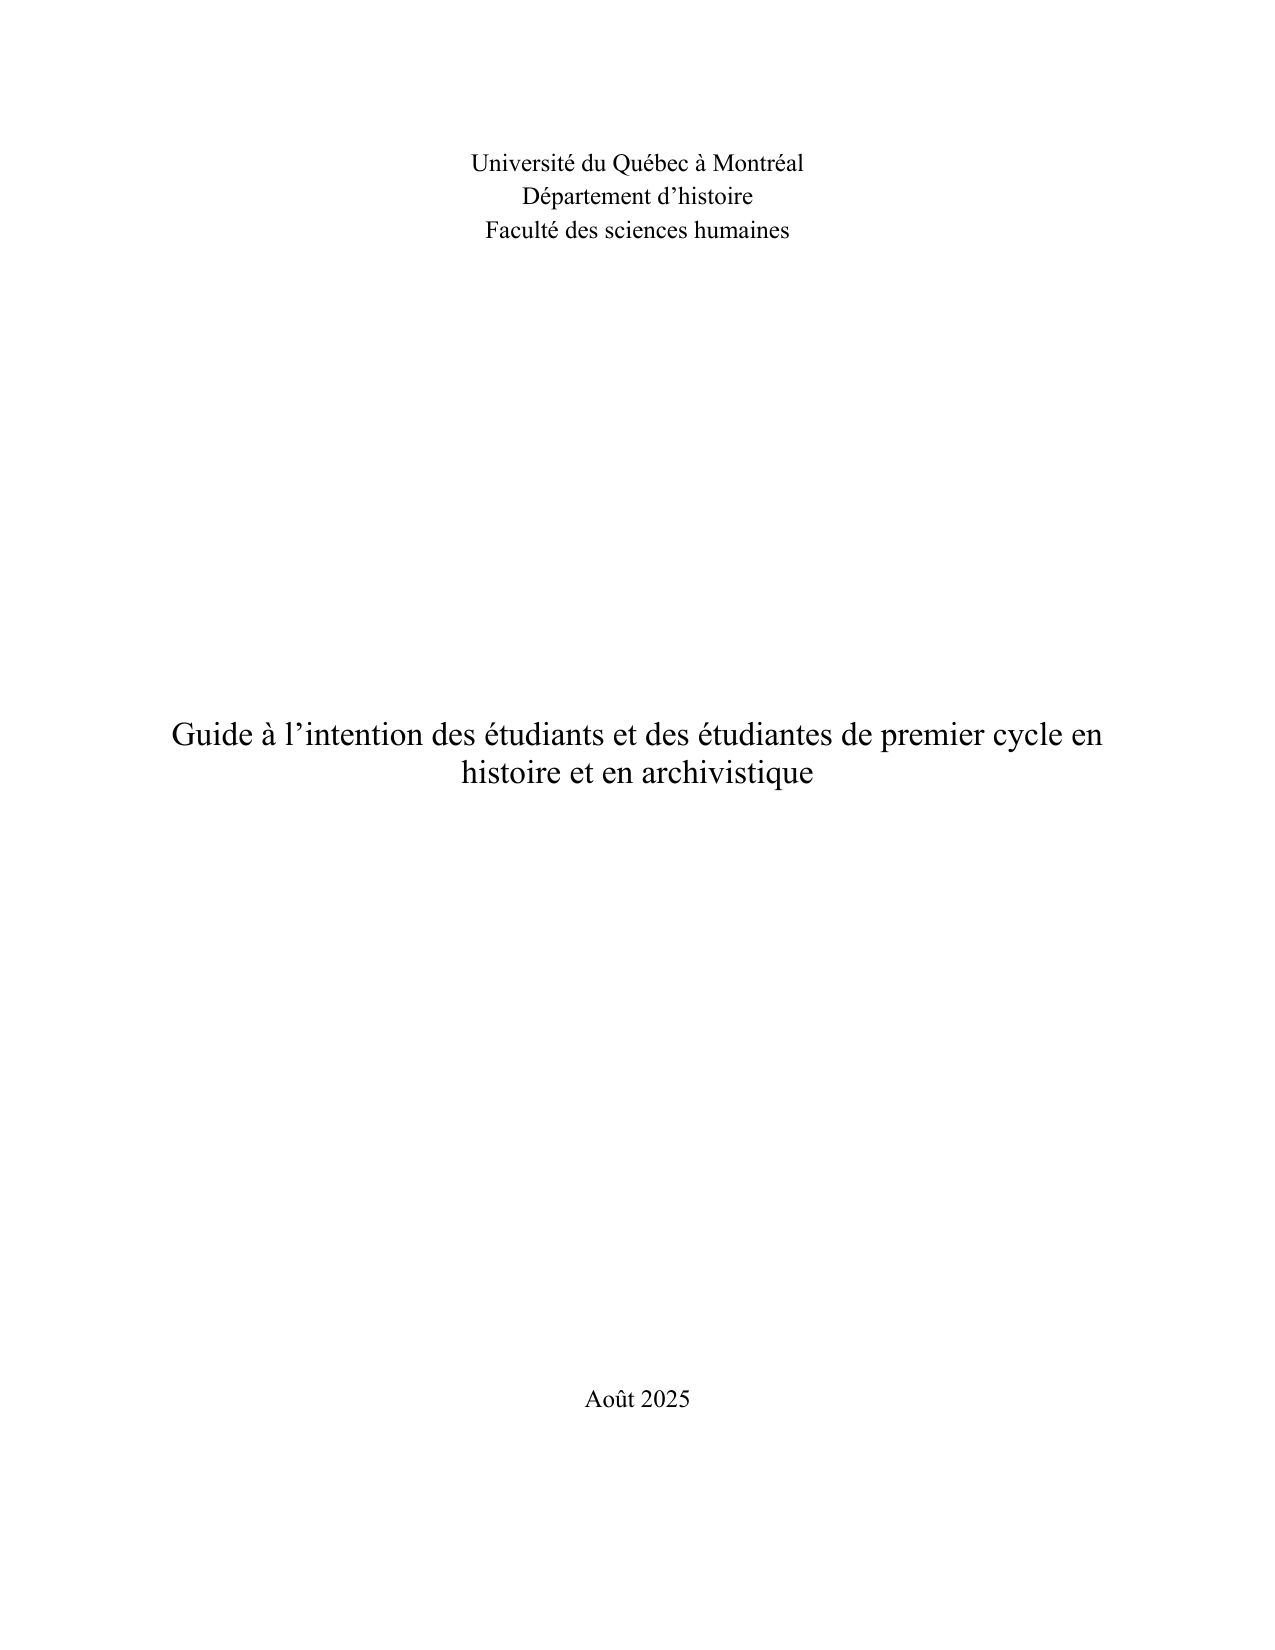 Université du Québec à Montréal
Département d’histoire
Faculté des sciences humaines
Guide à l’intention des étudiants et des étudiantes de premier cycle en
histoire et en archivistique
Août 2025